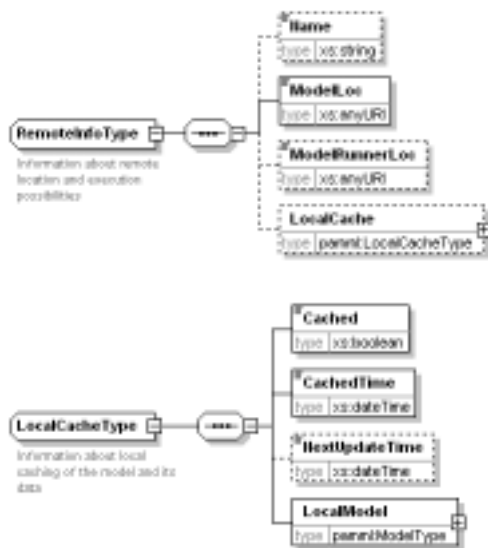 Name
type xs:string
ModelLoc
type xs:anyURI
RemoteInfoType
Information about remote
location and execution
possibilities
ModelRunnerLoc
type xs:anyURI
LocalCache
type pamml:LocalCacheType
Cached
type xs:boolean
CachedTime
type xs:dateTime
LocalCacheType
Information about local
caching of the model and its
data
NextUpdateTime
type xs:dateTime
LocalModel
type pamml:ModelType